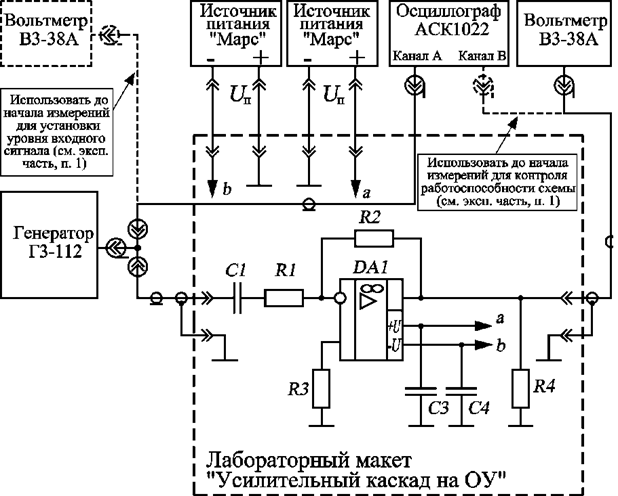 Вольтметр
В3-38А
Источник
питания
"Марс"
-
+
Источник
питания
"Марс"
-
+
Осциллограф
АСК1022
Канал А
Канал В
Вольтметр
В3-38А
Использовать до
начала измерений
для установки
уровня входного
сигнала (см. эксп.
часть, п. 1)
Uп
Uп
b
a
Использовать до начала
измерений для контроля
работоспособности схемы
(см. эксп. часть, п. 1)
Генератор
Г3-112
R2
C1
R1
DA1
▷∞
+U
-U
a
b
R3
C3
C4
R4
Лабораторный макет
"Усилительный каскад на ОУ"